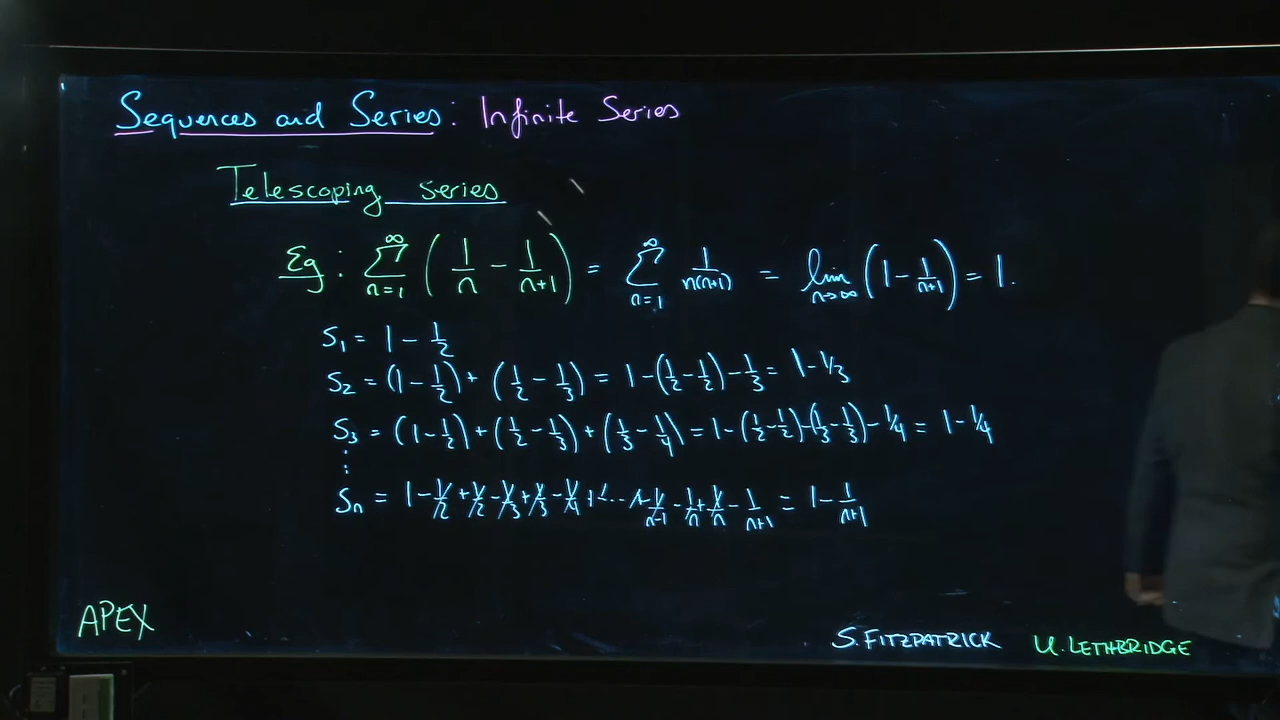 Sequences and Series: Infinite Series
Telescoping series
Eg: ∑_{n=1}^{∞} (1/n - 1/(n+1)) = ∑_{n=1}^{∞} 1/(n(n+1)) = lim_{n→∞} (1 - 1/(n+1)) = 1.
S₁ = 1 - 1/2
S₂ = (1 - 1/2) + (1/2 - 1/3) = 1 - (1/2 - 1/2) - 1/3 = 1 - 1/3
S₃ = (1 - 1/2) + (1/2 - 1/3) + (1/3 - 1/4) = 1 - (1/2 - 1/2) - (1/3 - 1/3) - 1/4 = 1 - 1/4
⋮
Sₙ = 1 - 1/2 + 1/2 - 1/3 + 1/3 - 1/4 + ... 1/(n-1) - 1/n + 1/n - 1/(n+1) = 1 - 1/(n+1)
APEX
S. FITZPATRICK U. LETHBRIDGE